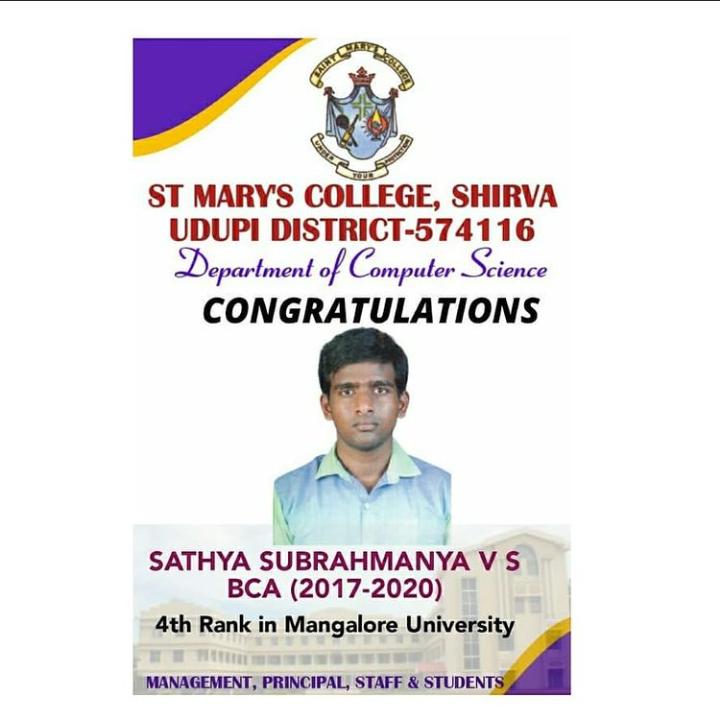 SAINT MARY'S COLLEGE
UNDER YOUR PROTECTION
ST MARY'S COLLEGE, SHIRVA
UDUPI DISTRICT-574116
Department of Computer Science
CONGRATULATIONS
SATHYA SUBRAHMANYA V S
BCA (2017-2020)
4th Rank in Mangalore University
MANAGEMENT, PRINCIPAL, STAFF & STUDENTS